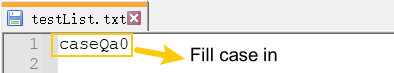 testList.txt
1 caseQa0
Fill case in
2